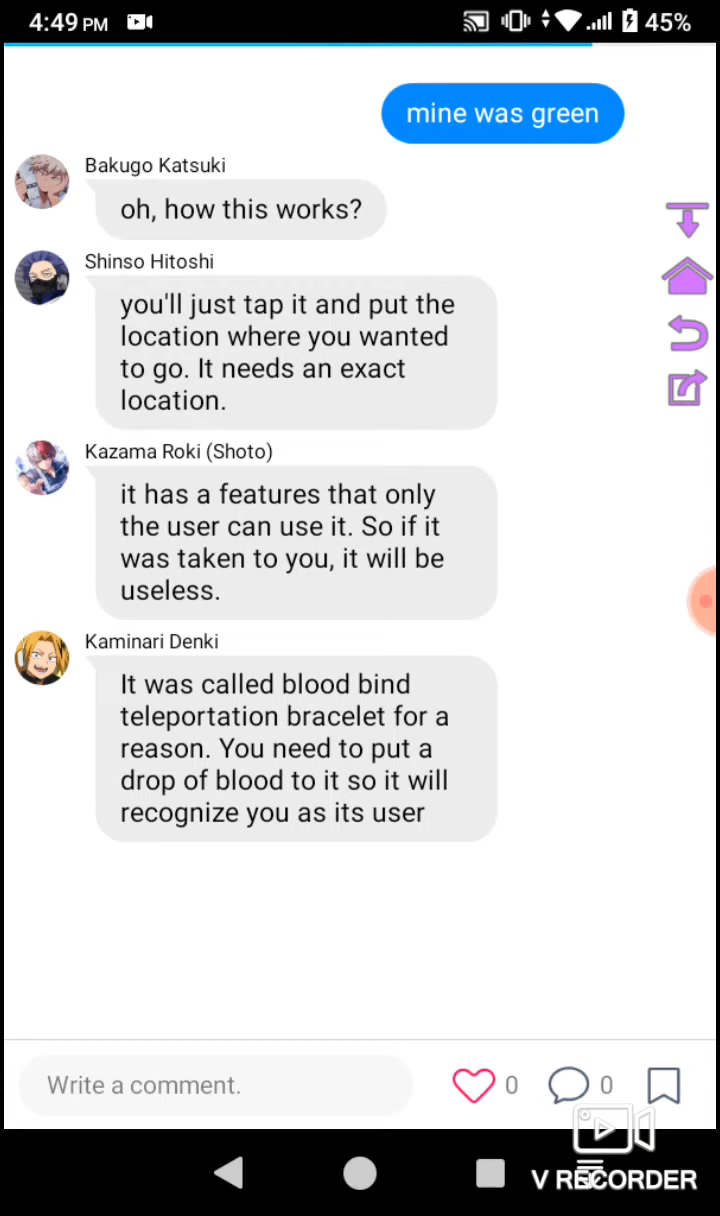 4:49 PM
45%
mine was green
Bakugo Katsuki
oh, how this works?
Shinso Hitoshi
you'll just tap it and put the
location where you wanted
to go. It needs an exact
location.
Kazama Roki (Shoto)
it has a features that only
the user can use it. So if it
was taken to you, it will be
useless.
Kaminari Denki
It was called blood bind
teleportation bracelet for a
reason. You need to put a
drop of blood to it so it will
recognize you as its user
Write a comment.
0
0
V RECORDER